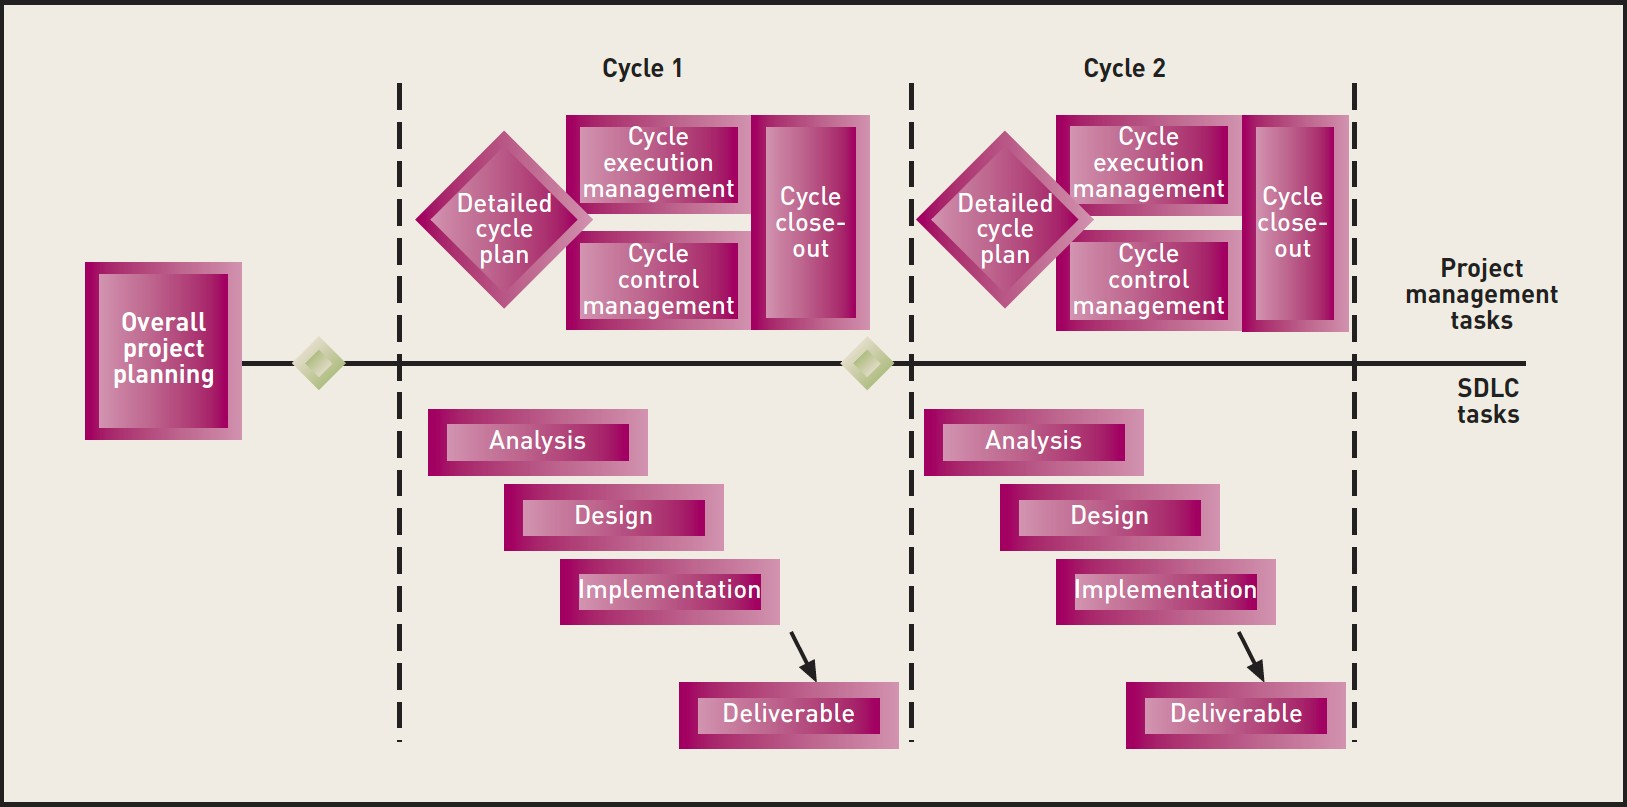 Cycle 1
Cycle 2
Cycle
execution
management
Detailed
cycle
plan
Cycle
control
management
Cycle
close-
out
Cycle
execution
management
Detailed
cycle
plan
Cycle
control
management
Cycle
close-
out
Overall
project
planning
Project
management
tasks
SDLC
tasks
Analysis
Design
Implementation
Deliverable
Analysis
Design
Implementation
Deliverable